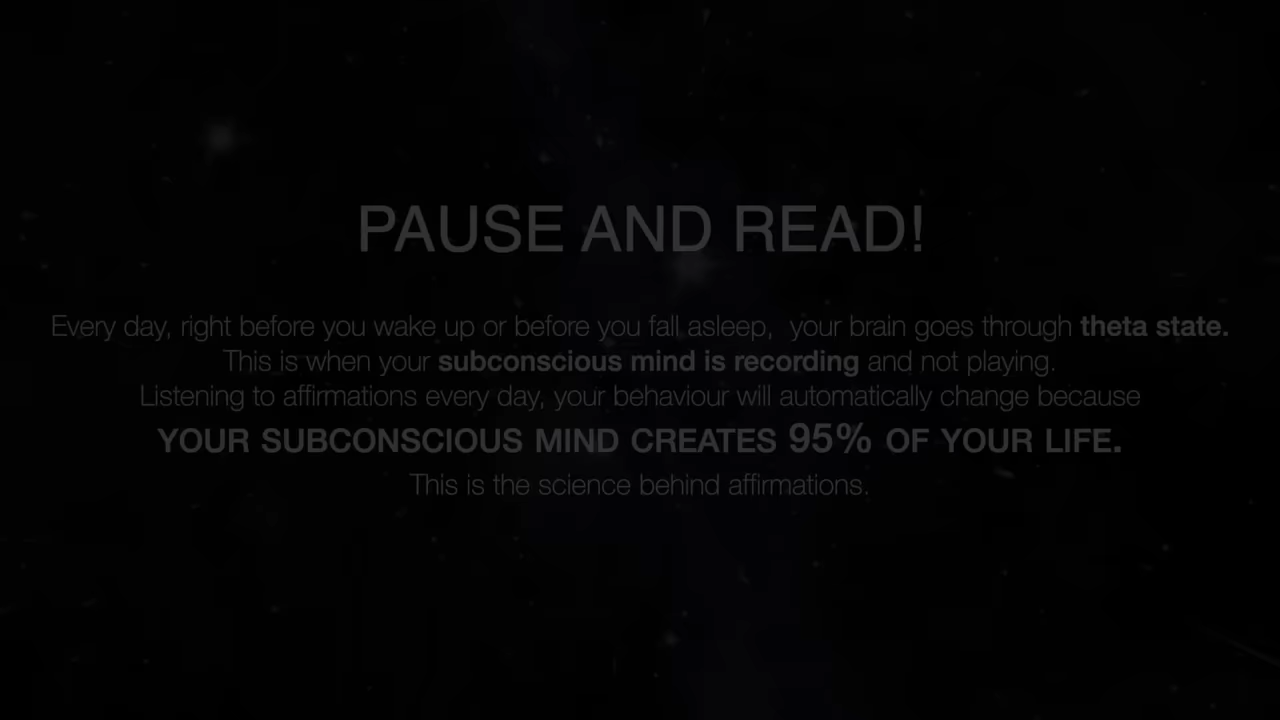 PAUSE AND READ!
Every day, right before you wake up or before you fall asleep, your brain goes through theta state.
This is when your subconscious mind is recording and not playing.
Listening to affirmations every day, your behaviour will automatically change because
YOUR SUBCONSCIOUS MIND CREATES 95% OF YOUR LIFE.
This is the science behind affirmations.